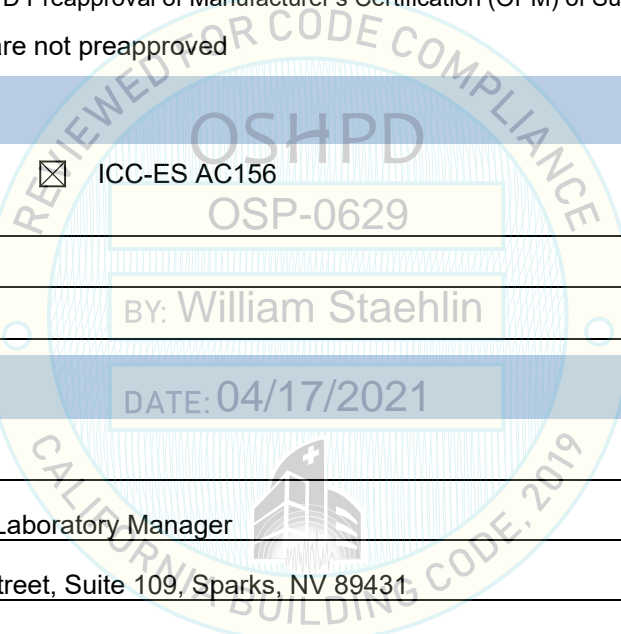 D Preapproval of Manufacturer's Certification (OPM) of Su
are not preapproved
REVIEWED FOR CODE COMPLIANCE
OSHPD
ICC-ES AC156
OSP-0629
BY: William Staehlin
DATE: 04/17/2021
Laboratory Manager
treet, Suite 109, Sparks, NV 89431
CALIFORNIA BUILDING CODE, 2019